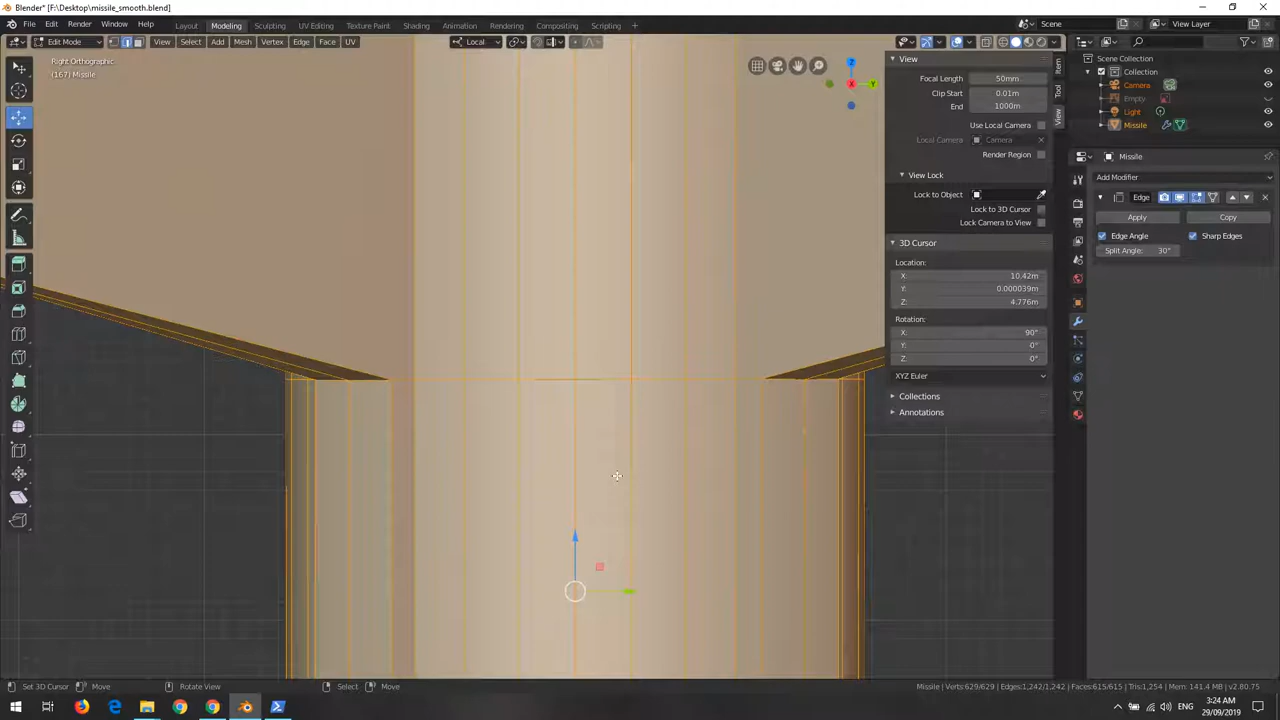 Blender* [F:\Desktop\missile_smooth.blend]
File Edit Render Window Help
Layout Modeling Sculpting UV Editing Texture Paint Shading Animation Rendering Compositing Scripting
Scene
View Layer
Edit Mode
View Select Add Mesh Vertex Edge Face UV
Local
Right Orthographic
(167) Missile
Z
X
Y
View
Focal Length 50mm
Clip Start 0.01m
End 1000m
Use Local Camera
Local Camera Camera
Render Region
View Lock
Lock to Object
Lock to 3D Cursor
Lock Camera to View
3D Cursor
Location:
X: 10.42m
Y: 0.000039m
Z: 4.776m
Rotation:
X: 90°
Y: 0°
Z: 0°
XYZ Euler
Collections
Annotations
Item
Tool
View
Scene Collection
Collection
Camera
Empty
Light
Missile
Missile
Add Modifier
Edge
Apply Copy
Edge Angle Sharp Edges
Split Angle: 30°
Set 3D Cursor Move Rotate View Select Move
Missile | Verts:629/629 | Edges:1,242/1,242 | Faces:615/615 | Tris:1,254 | Mem: 141.4 MB | v2.80.75
ENG
3:24 AM
29/09/2019